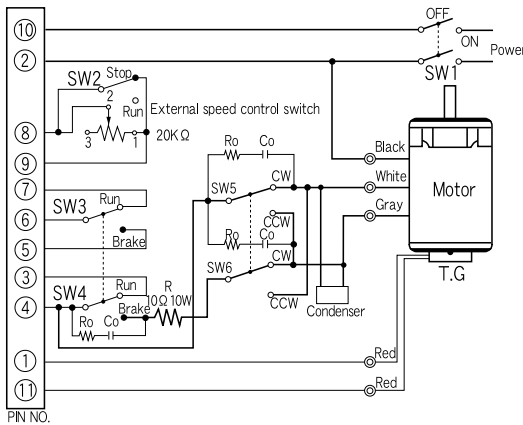 10
OFF
ON
Power
2
SW1
SW2
Stop
2
Run
External speed control switch
8
3
1
20KΩ
9
Ro
Co
Black
7
SW5
CW
White
Motor
SW3
Run
6
CCW
Gray
Brake
Ro
Co
5
CW
SW6
T.G
3
SW4
Run
R
10Ω 10W
CCW
4
Brake
Condenser
Ro
Co
1
Red
11
Red
PIN NO.